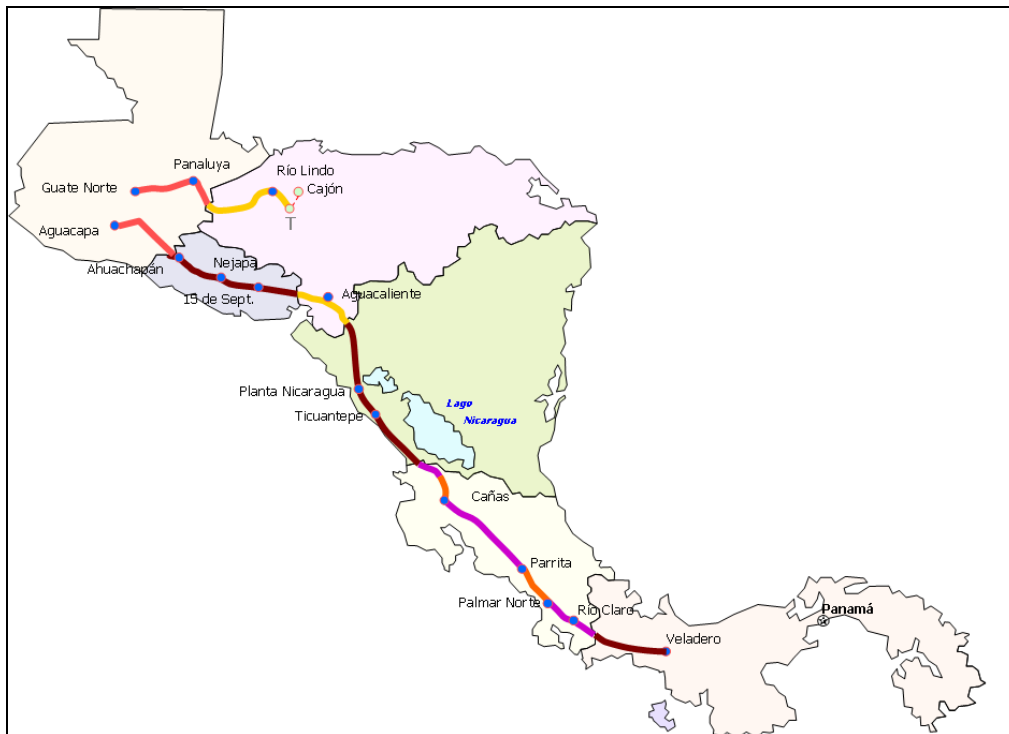 Panaluya
Río Lindo
Guate Norte
Cajón
T
Aguacapa
Ahuachapán
Nejapa
15 de Sept.
Aguacaliente
Planta Nicaragua
Lago
Nicaragua
Ticuantepe
Cañas
Parrita
Palmar Norte
Río Claro
Panamá
Veladero